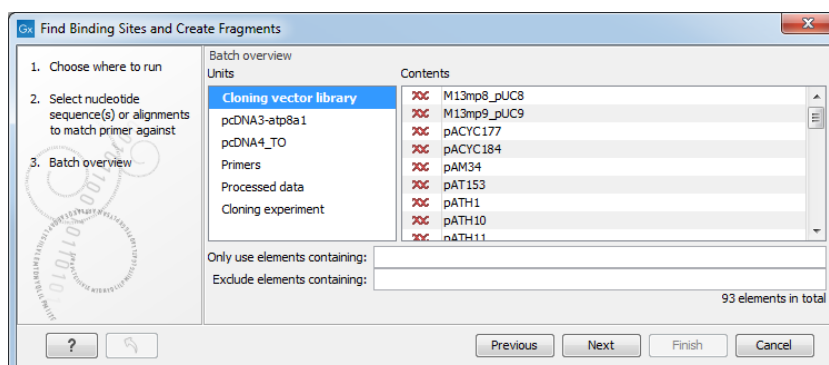 Gx Find Binding Sites and Create Fragments
1. Choose where to run
2. Select nucleotide
sequence(s) or alignments
to match primer against
3. Batch overview
Batch overview
Units
Cloning vector library
pcDNA3-atp8a1
pcDNA4_TO
Primers
Processed data
Cloning experiment
Contents
M13mp8_pUC8
M13mp9_pUC9
pACYC177
pACYC184
pAM34
pAT153
pATH1
pATH10
pATH11
Only use elements containing:
Exclude elements containing:
93 elements in total
?
Previous
Next
Finish
Cancel